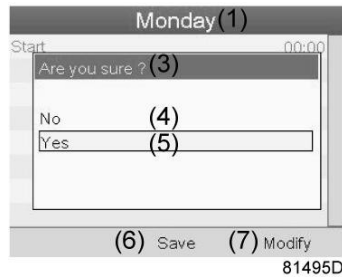 Monday(1)
Start 00:00
Are you sure ?(3)
No (4)
Yes (5)
(6) Save (7) Modify
81495D